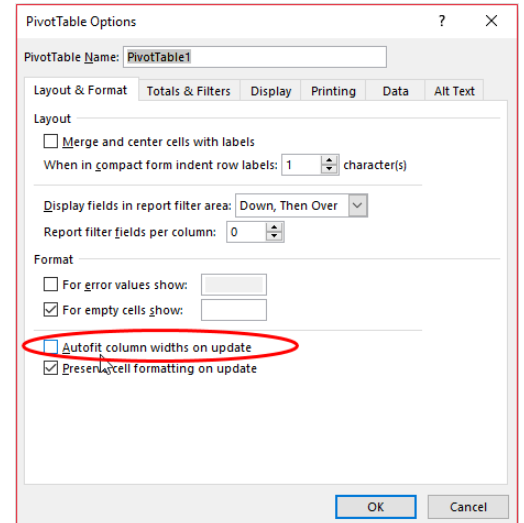 PivotTable Options ? ✕
PivotTable Name: PivotTable1
Layout & Format Totals & Filters Display Printing Data Alt Text
Layout
Merge and center cells with labels
When in compact form indent row labels: 1 character(s)
Display fields in report filter area: Down, Then Over
Report filter fields per column: 0
Format
For error values show:
For empty cells show:
Autofit column widths on update
Preserve cell formatting on update
OK Cancel